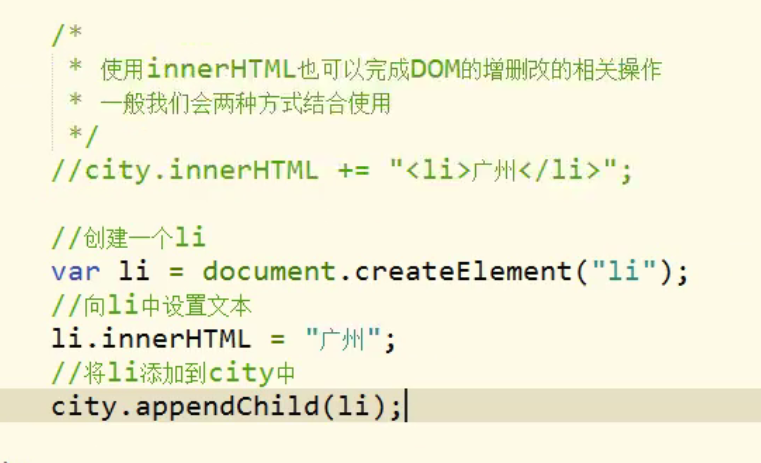 /*
* 使用innerHTML也可以完成DOM的增删改的相关操作
* 一般我们会两种方式结合使用
*/
//city.innerHTML += "<li>广州</li>";
//创建一个li
var li = document.createElement("li");
//向li中设置文本
li.innerHTML = "广州";
//将li添加到city中
city.appendChild(li);